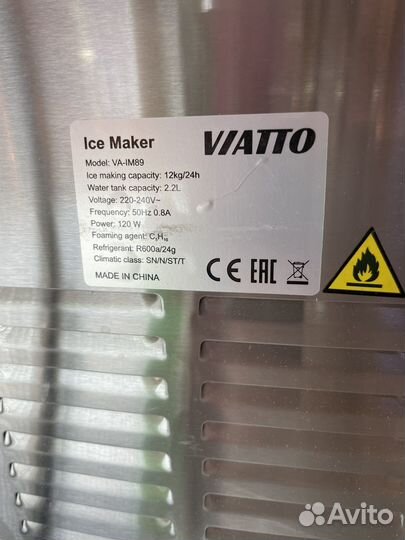 Ice Maker
VIATTO
Model: VA-IM89
Ice making capacity: 12kg/24h
Water tank capacity: 2.2L
Voltage: 220-240V~
Frequency: 50Hz 0.8A
Power: 120 W
Foaming agent: C₅H₁₀
Refrigerant: R600a/24g
Climatic class: SN/N/ST/T
MADE IN CHINA
CE EAC
Avito